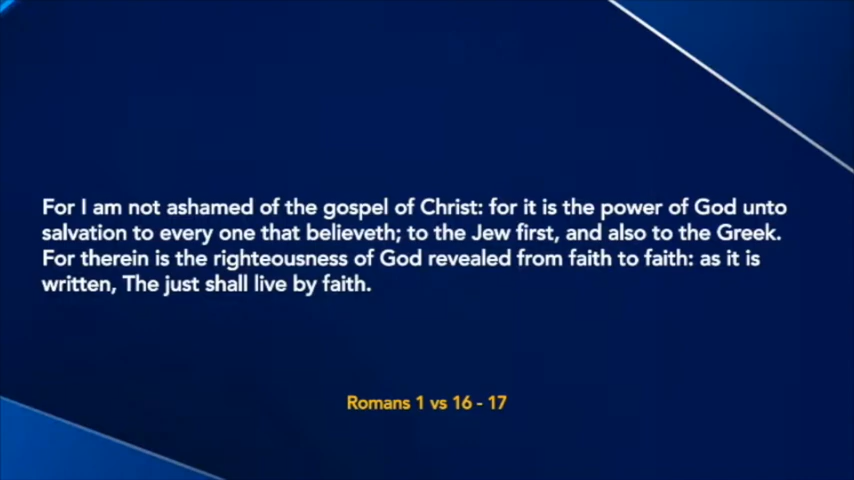 For I am not ashamed of the gospel of Christ: for it is the power of God unto
salvation to every one that believeth; to the Jew first, and also to the Greek.
For therein is the righteousness of God revealed from faith to faith: as it is
written, The just shall live by faith.
Romans 1 vs 16 - 17